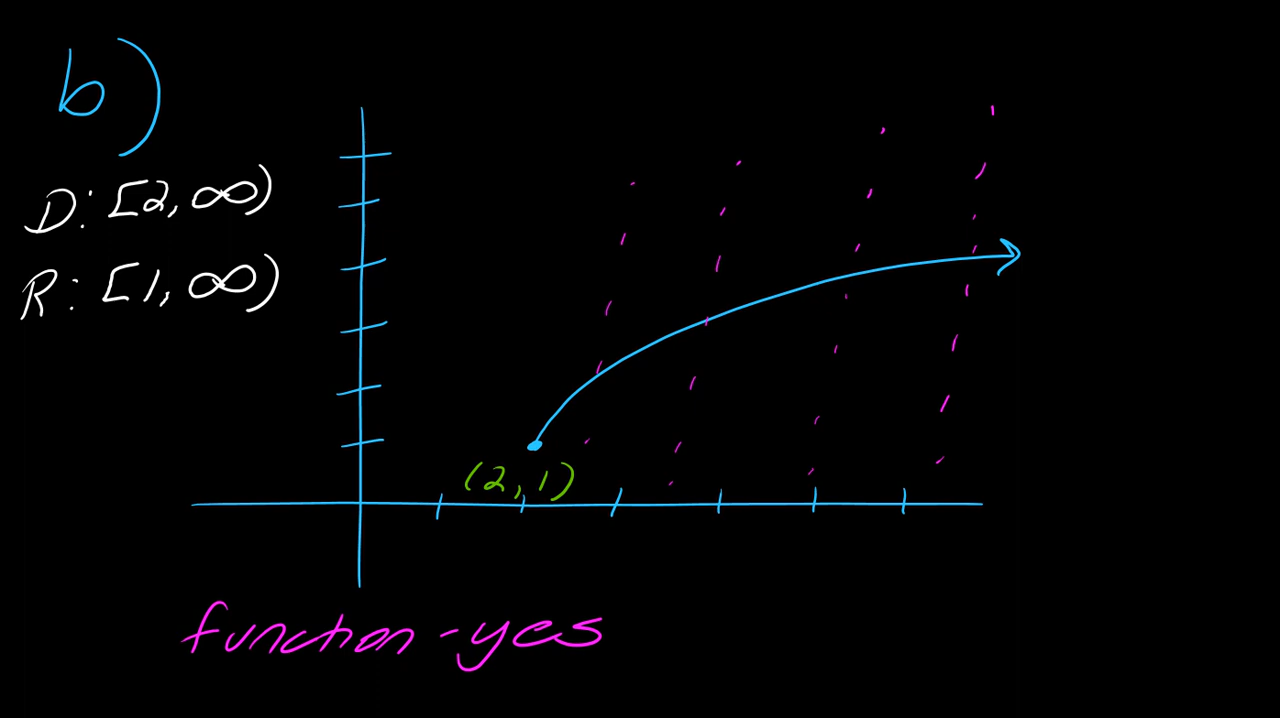 b)
D: [2, ∞)
R: [1, ∞)
(2, 1)
function - yes